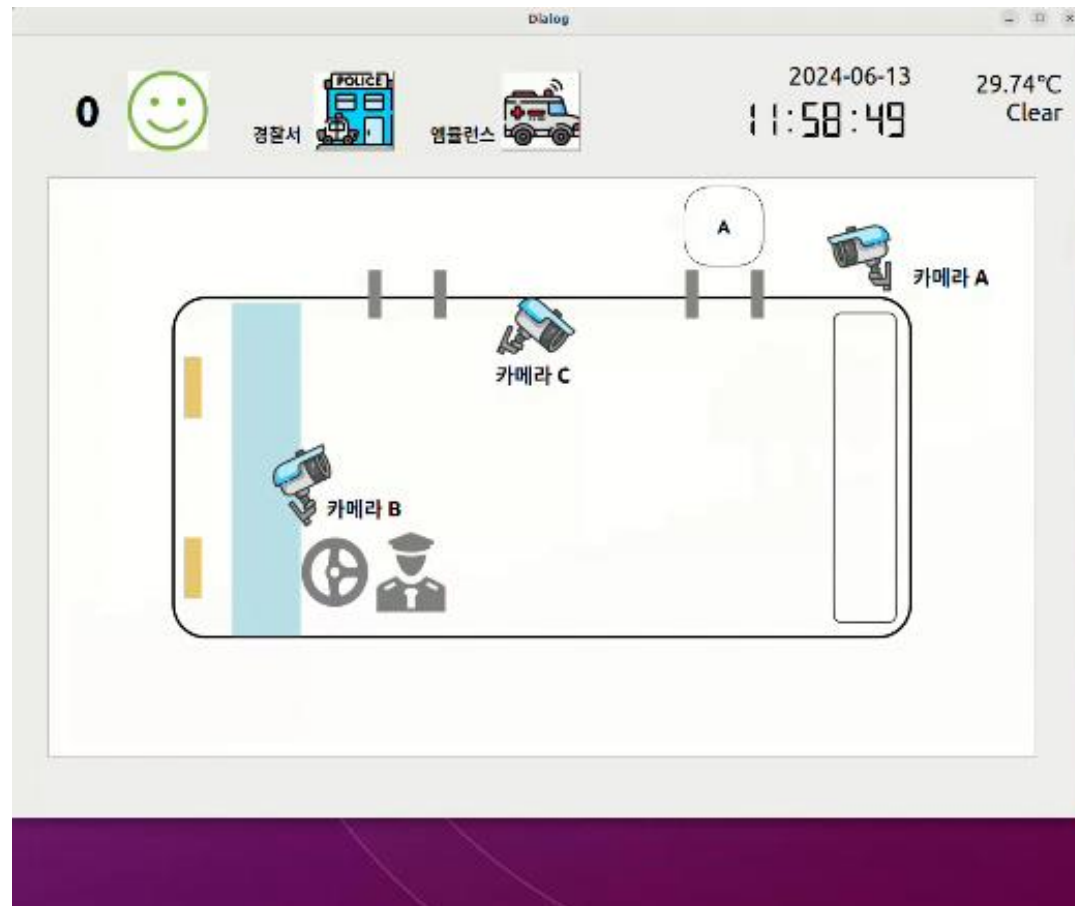 Dialog
0
경찰서
POLICE
엠뷸런스
2024-06-13
11:58:49
29.74°C
Clear
A
카메라 A
카메라 C
카메라 B